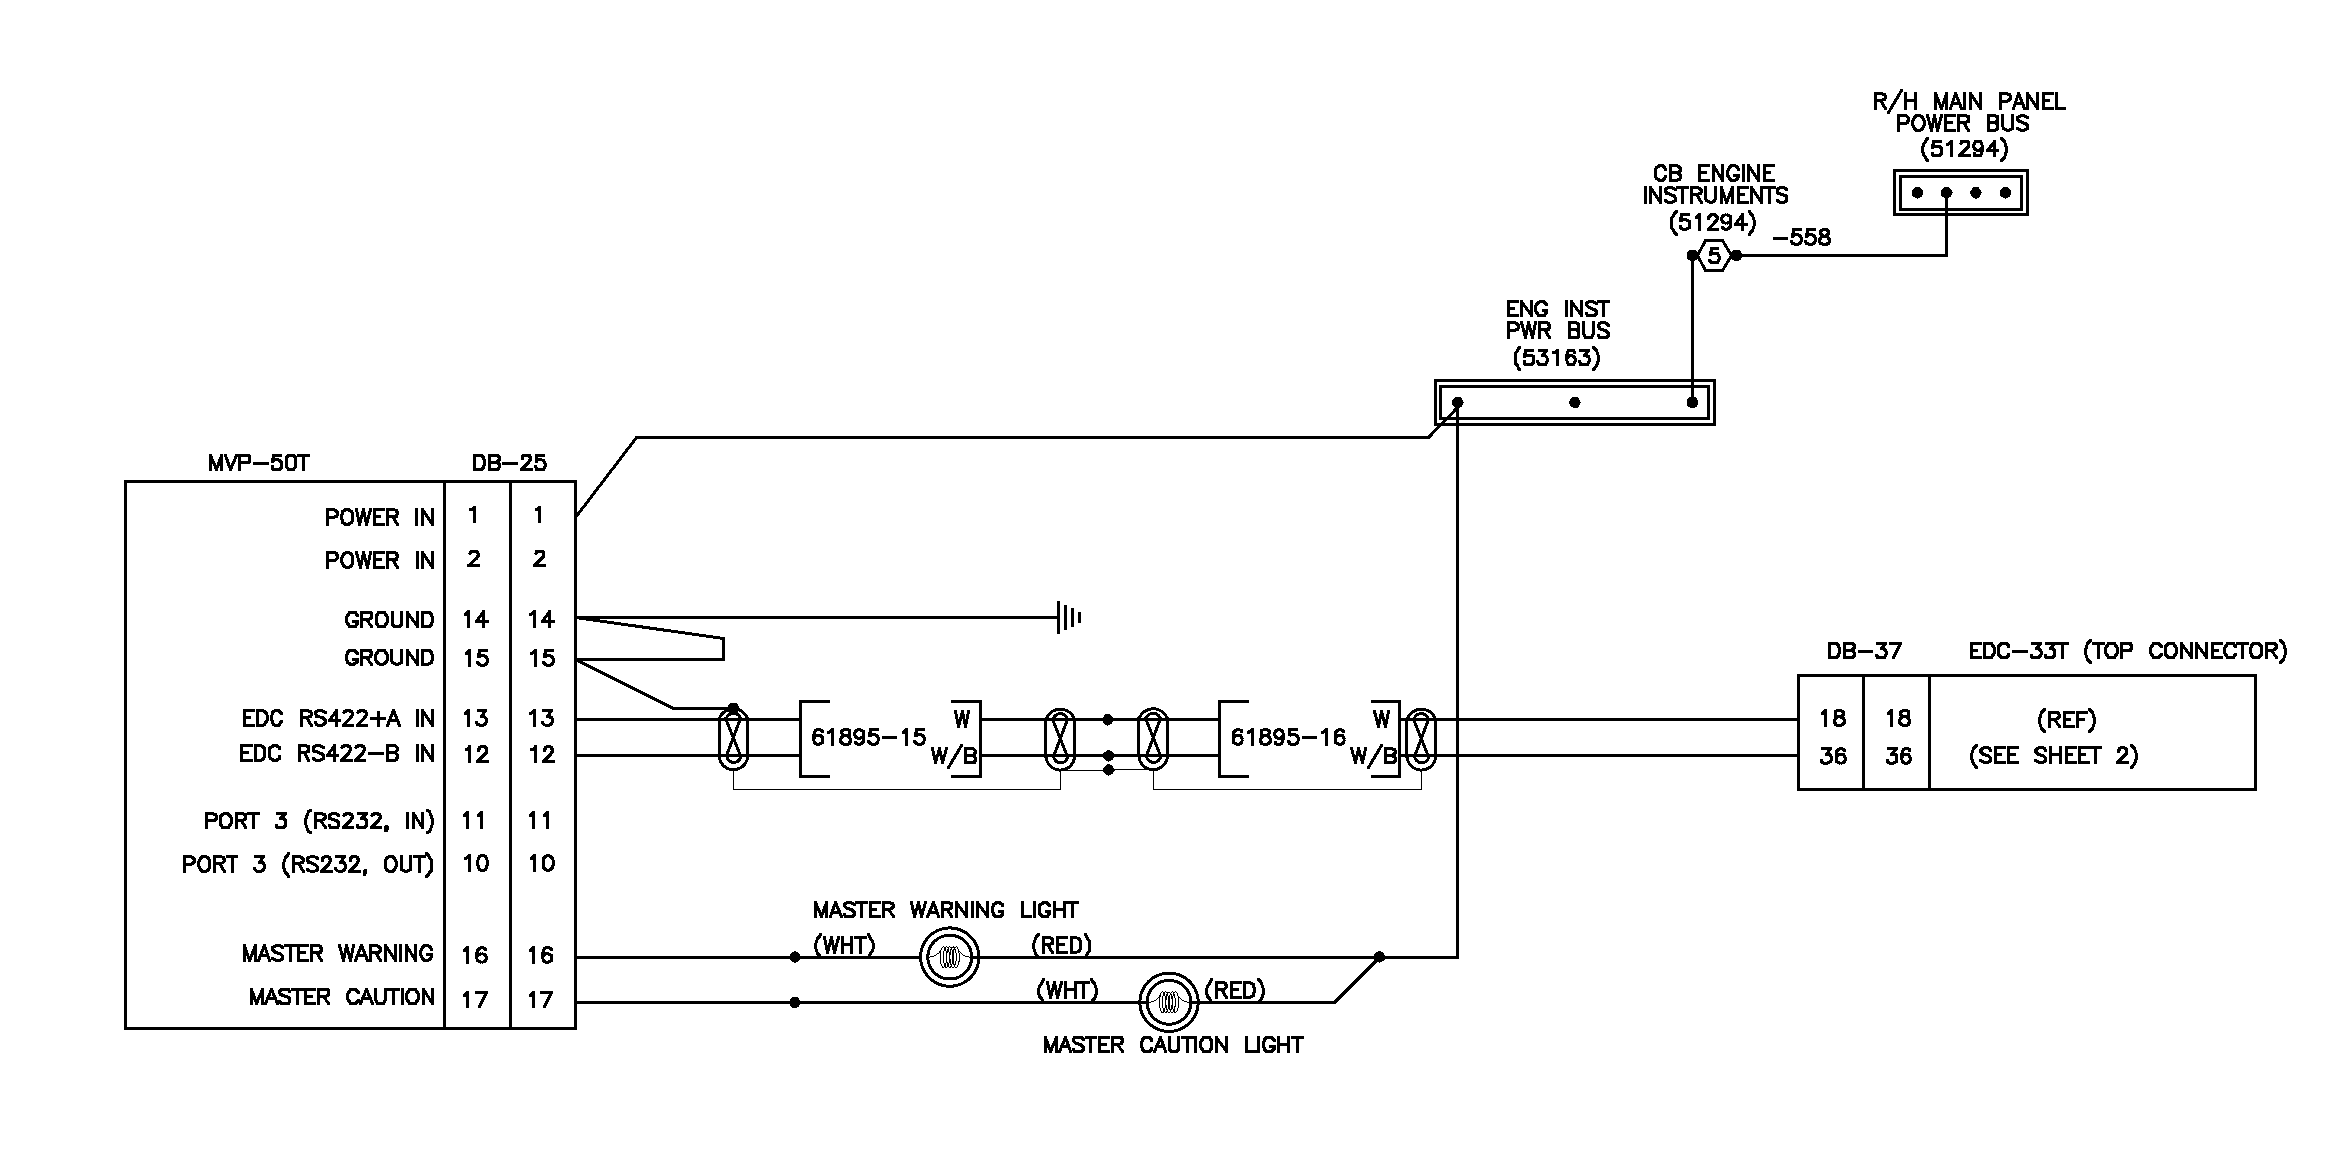 R/H MAIN PANEL
POWER BUS
(51294)
CB ENGINE
INSTRUMENTS
(51294)
5
-558
ENG INST
PWR BUS
(53163)
MVP-50T DB-25
POWER IN 1 1
POWER IN 2 2
GROUND 14 14
GROUND 15 15
EDC RS422+A IN 13 13
EDC RS422-B IN 12 12
PORT 3 (RS232, IN) 11 11
PORT 3 (RS232, OUT) 10 10
MASTER WARNING 16 16
MASTER CAUTION 17 17
61895-15
W
W/B
61895-16
W
W/B
DB-37 EDC-33T (TOP CONNECTOR)
18 18 (REF)
36 36 (SEE SHEET 2)
MASTER WARNING LIGHT
(WHT) (RED)
(WHT) (RED)
MASTER CAUTION LIGHT